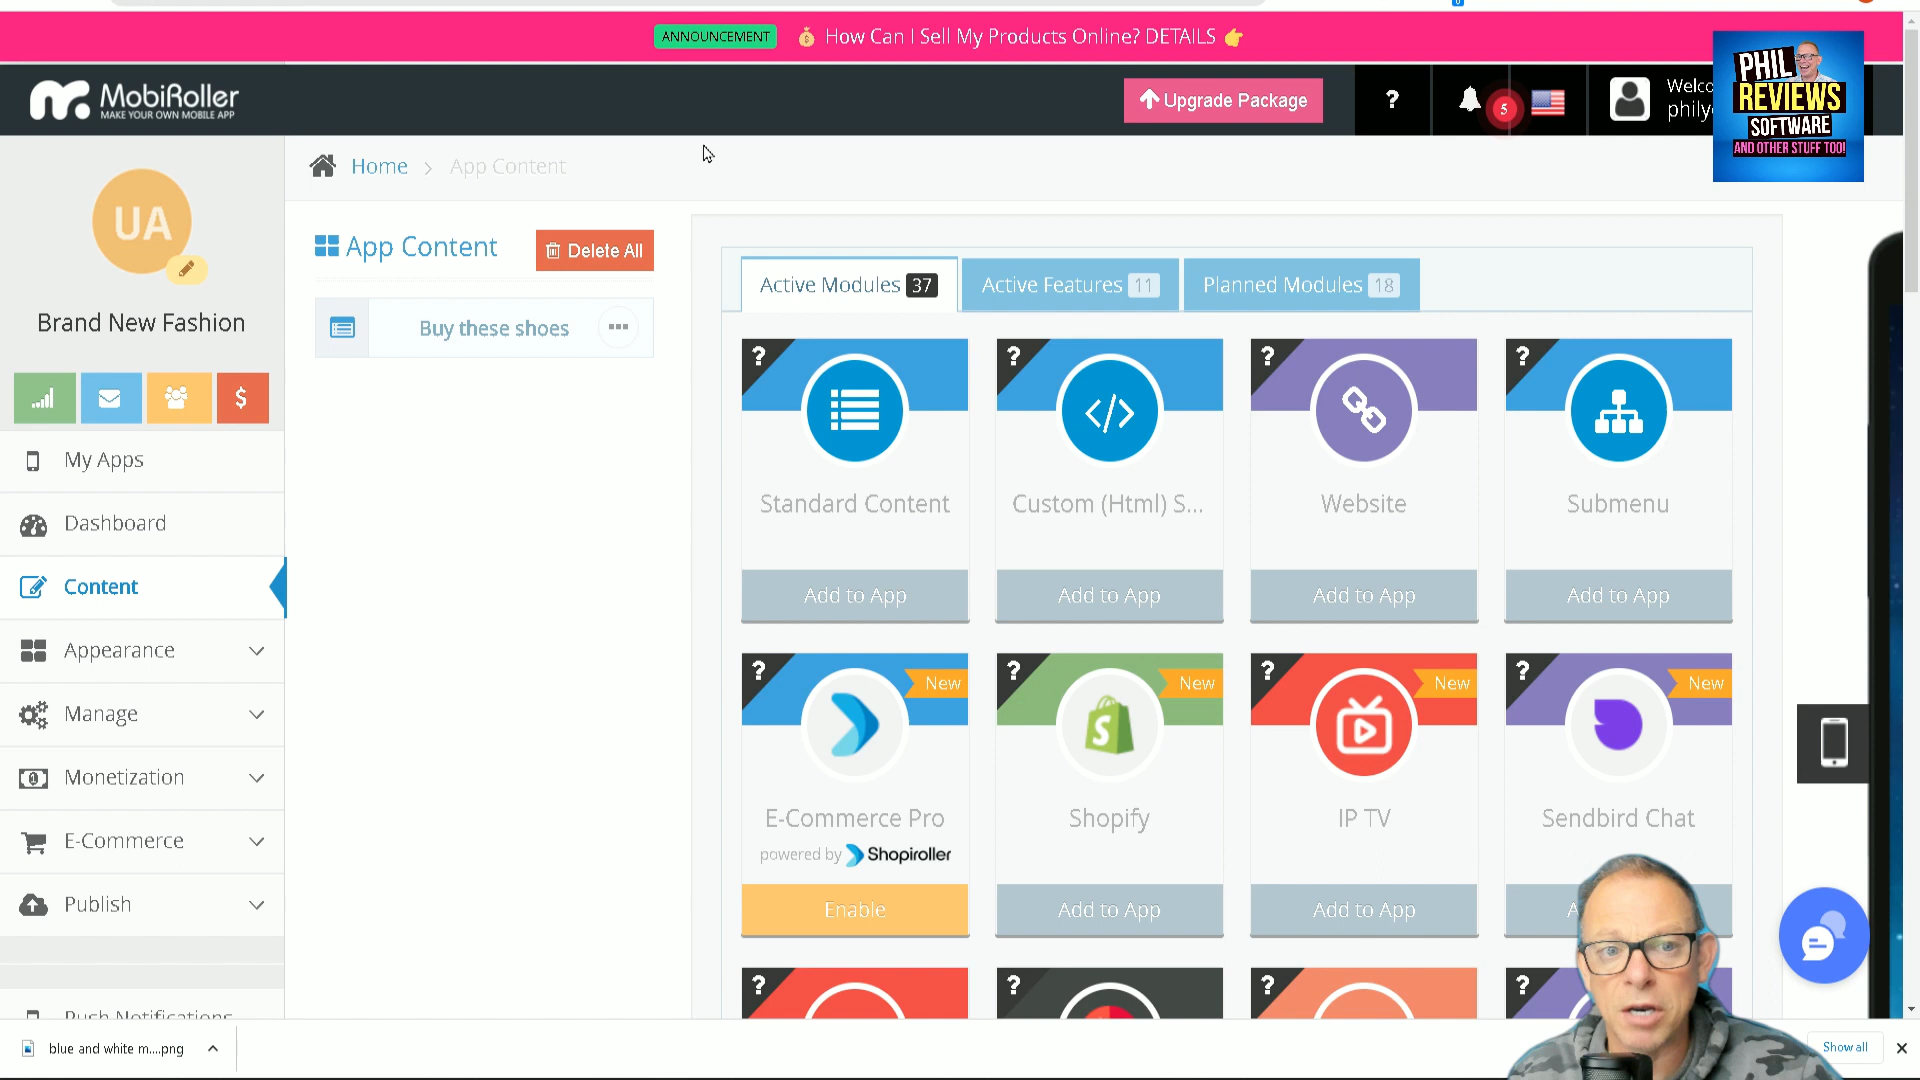 ANNOUNCEMENT
How Can I Sell My Products Online? DETAILS
MobiRoller
MAKE YOUR OWN MOBILE APP
Upgrade Package
?
5
PHIL
REVIEWS
SOFTWARE
AND OTHER STUFF TOO!
Home > App Content
UA
Brand New Fashion
$
My Apps
Dashboard
Content
Appearance
Manage
Monetization
E-Commerce
Publish
App Content
Delete All
Buy these shoes
Active Modules 37
Active Features 11
Planned Modules 18
? ? ? ?
Standard Content
Custom (Html) S...
Website
Submenu
Add to App
Add to App
Add to App
Add to App
? New ? New ? New ? New
E-Commerce Pro
powered by Shopiroller
Shopify
IP TV
Sendbird Chat
Enable
Add to App
Add to App
? ? ? ?
Push Notifications
blue and white m....png
Show all